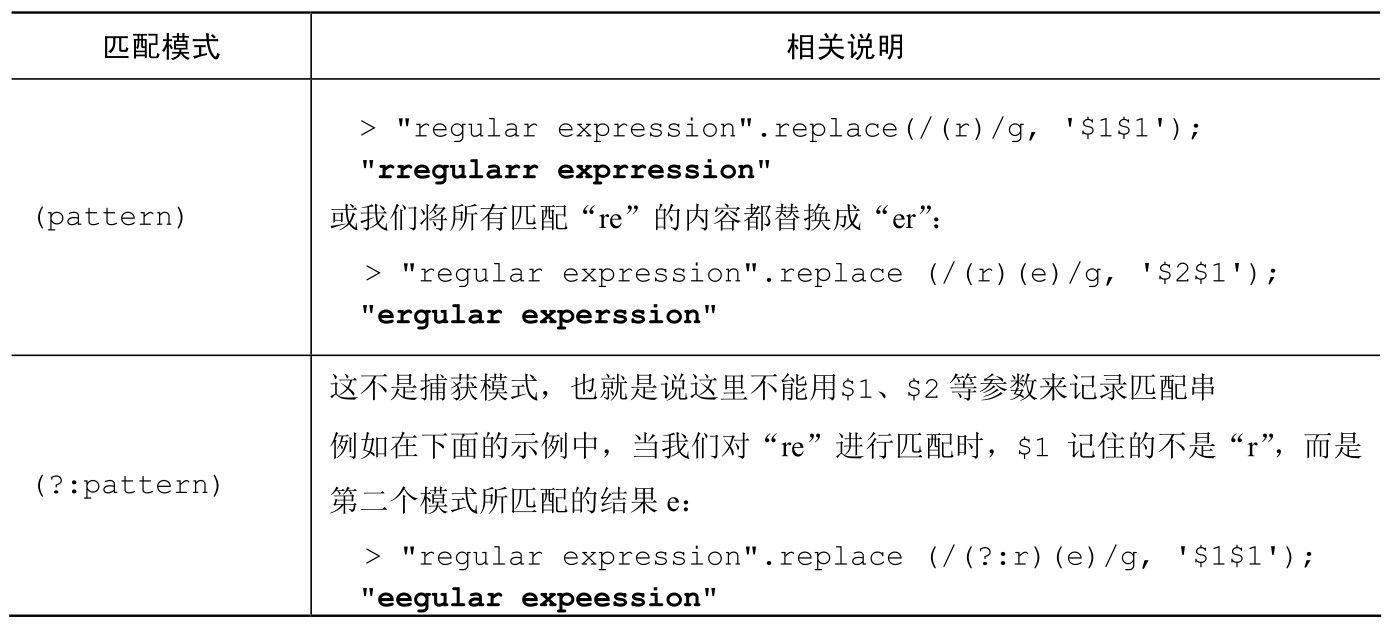 匹配模式 相关说明
> "regular expression".replace(/(r)/g, '$1$1');
"rregularr exprression"
(pattern)
或我们将所有匹配“re”的内容都替换成“er”：
> "regular expression".replace (/(r)(e)/g, '$2$1');
"ergular experssion"
这不是捕获模式，也就是说这里不能用$1、$2 等参数来记录匹配串
例如在下面的示例中，当我们对“re”进行匹配时，$1 记住的不是“r”，而是
(?:pattern)
第二个模式所匹配的结果 e：
> "regular expression".replace (/(?:r)(e)/g, '$1$1');
"eegular expeession"